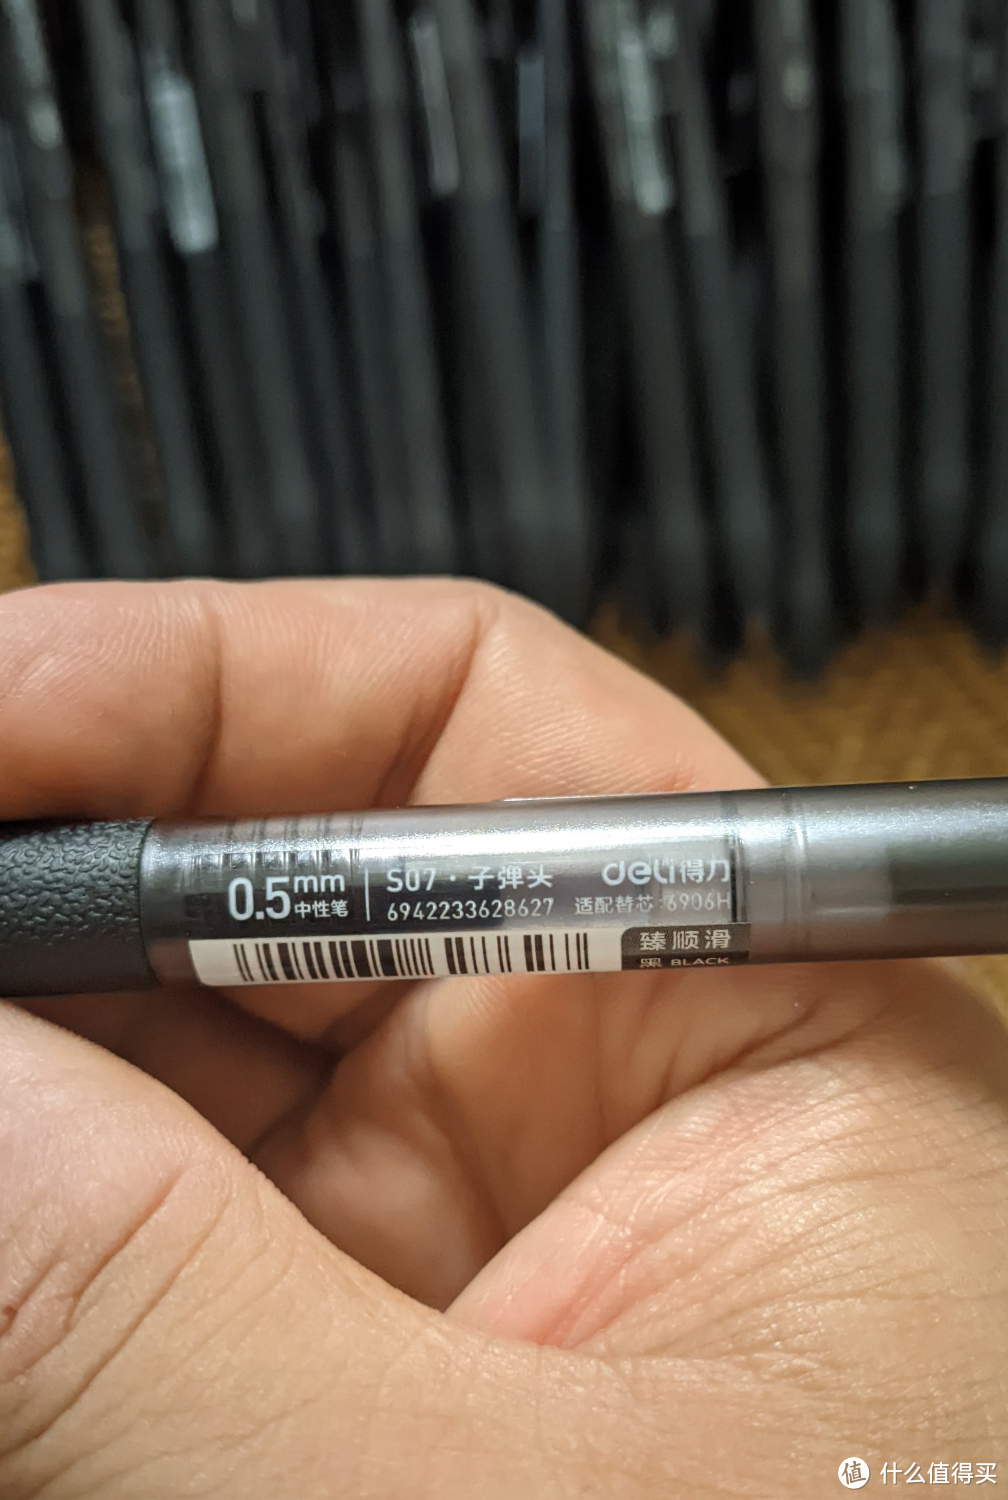 0.5mm
中性笔
S07·子弹头
6942233628627
deli得力
适配替芯:6906H
臻顺滑
黑 BLACK
值 什么值得买